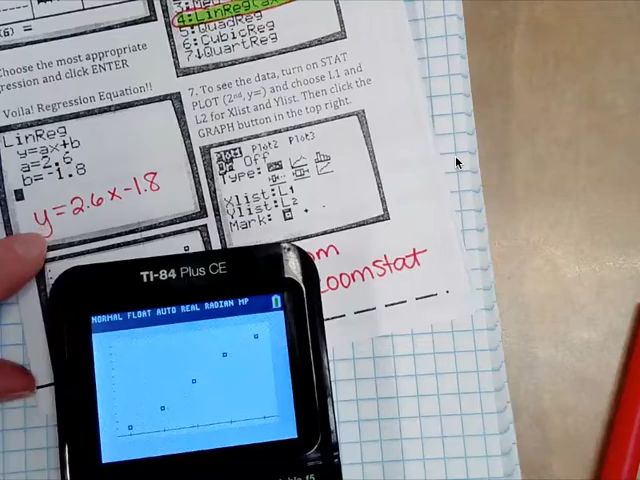 4:LinReg(ax
5:QuadReg
6:CubicReg
7↓QuartReg
Choose the most appropriate
ression and click ENTER
Voila! Regression Equation!!
LinReg
y=ax+b
a=2.6
b=-1.8
y=2.6x-1.8
7. To see the data, turn on STAT
PLOT (2nd,y=) and choose L1 and
L2 for Xlist and Ylist. Then click the
GRAPH button in the top right.
Plot1 Plot2 Plot3
On Off
Type:
Xlist:L1
Ylist:L2
Mark:
om
zoomstat
TI-84 Plus CE
NORMAL FLOAT AUTO REAL RADIAN MP